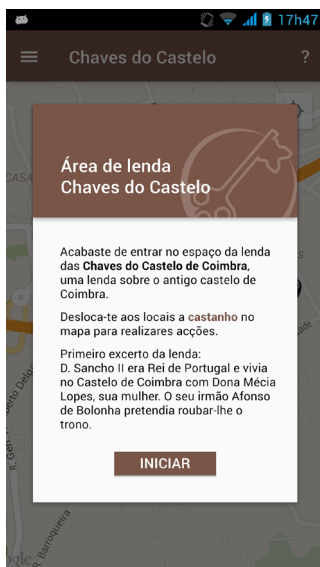 17h47
Chaves do Castelo
?
Área de lenda
Chaves do Castelo
CASA
Acabaste de entrar no espaço da lenda
das Chaves do Castelo de Coimbra,
uma lenda sobre o antigo castelo de
Coimbra.
Desloca-te aos locais a castanho no
mapa para realizares acções.
Primeiro excerto da lenda:
D. Sancho II era Rei de Portugal e vivia
no Castelo de Coimbra com Dona Mécia
Lopes, sua mulher. O seu irmão Afonso
de Bolonha pretendia roubar-lhe o
trono.
INICIAR
R. Gen.
R. Barroqueira